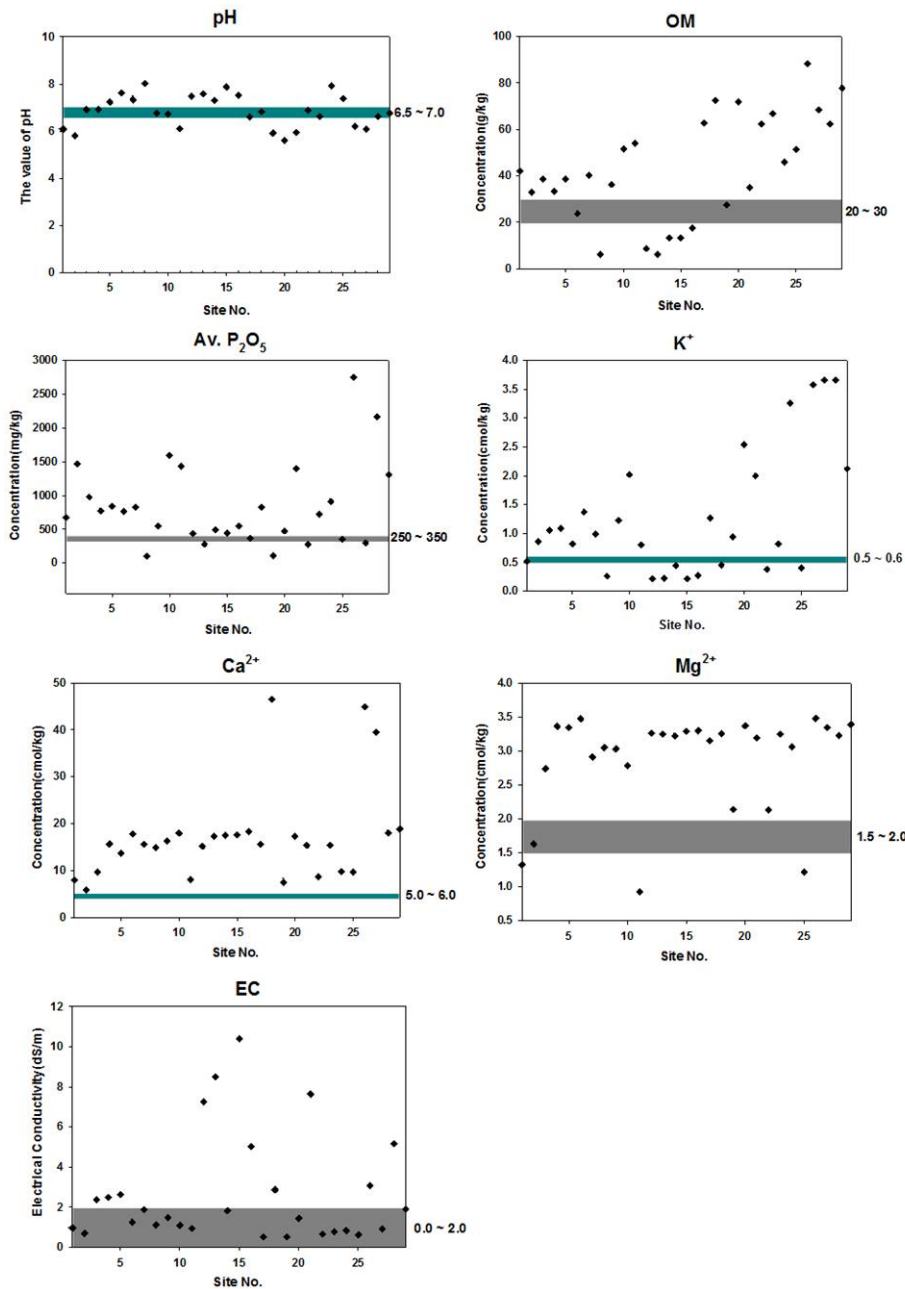 pH
10
8
6
4
2
0
The value of pH
6.5 ~ 7.0
5 10 15 20 25
Site No.
OM
100
80
60
40
20
0
Concentration(g/kg)
20 ~ 30
5 10 15 20 25
Site No.
Av. P₂O₅
3000
2500
2000
1500
1000
500
0
Concentration(mg/kg)
250 ~ 350
5 10 15 20 25
Site No.
K⁺
4.0
3.5
3.0
2.5
2.0
1.5
1.0
0.5
0.0
Concentration(cmol/kg)
0.5 ~ 0.6
5 10 15 20 25
Site No.
Ca²⁺
50
40
30
20
10
0
Concentration(cmol/kg)
5.0 ~ 6.0
5 10 15 20 25
Site No.
Mg²⁺
4.0
3.5
3.0
2.5
2.0
1.5
1.0
0.5
Concentration(cmol/kg)
1.5 ~ 2.0
5 10 15 20 25
Site No.
EC
12
10
8
6
4
2
0
Electrical Conductivity(dS/m)
0.0 ~ 2.0
5 10 15 20 25
Site No.